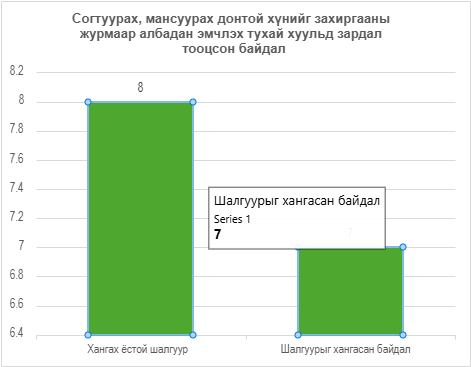 Согтуурах, мансуурах донтой хүнийг захиргааны
журмаар албадан эмчлэх тухай хуульд зардал
тооцсон байдал
8.2
8
7.8
7.6
7.4
7.2
7
6.8
6.6
6.4
8
Шалгуурыг хангасан байдал
Series 1
7
7
Хангах ёстой шалгуур
Шалгуурыг хангасан байдал